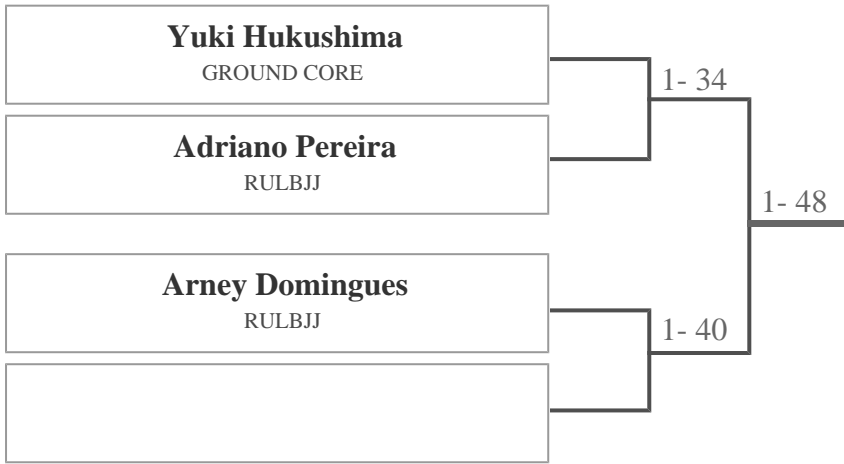 Yuki Hukushima
GROUND CORE
1- 34
Adriano Pereira
RULBJJ
1- 48
Arney Domingues
RULBJJ
1- 40